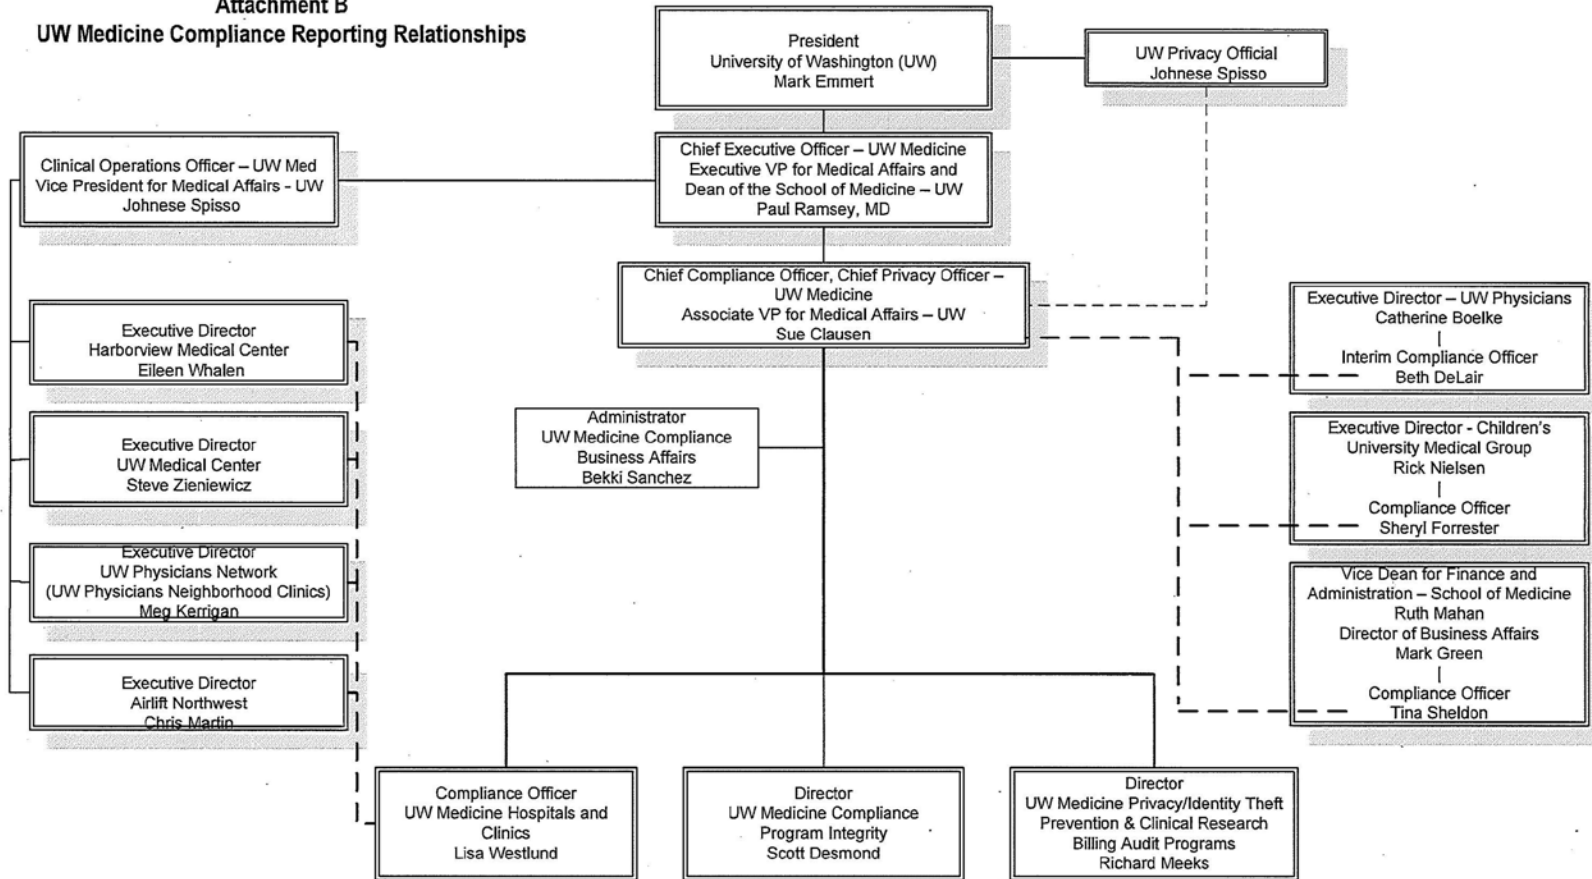 Attachment B
UW Medicine Compliance Reporting Relationships
President
University of Washington (UW)
Mark Emmert
UW Privacy Official
Johnese Spisso
Clinical Operations Officer – UW Med
Vice President for Medical Affairs - UW
Johnese Spisso
Chief Executive Officer – UW Medicine
Executive VP for Medical Affairs and
Dean of the School of Medicine – UW
Paul Ramsey, MD
Chief Compliance Officer, Chief Privacy Officer –
UW Medicine
Associate VP for Medical Affairs – UW
Sue Clausen
Executive Director
Harborview Medical Center
Eileen Whalen
Executive Director
UW Medical Center
Steve Zieniewicz
Executive Director
UW Physicians Network
(UW Physicians Neighborhood Clinics)
Meg Kerrigan
Executive Director
Airlift Northwest
Chris Martin
Administrator
UW Medicine Compliance
Business Affairs
Bekki Sanchez
Executive Director – UW Physicians
Catherine Boelke
Interim Compliance Officer
Beth DeLair
Executive Director - Children's
University Medical Group
Rick Nielsen
Compliance Officer
Sheryl Forrester
Vice Dean for Finance and
Administration – School of Medicine
Ruth Mahan
Director of Business Affairs
Mark Green
Compliance Officer
Tina Sheldon
Compliance Officer
UW Medicine Hospitals and
Clinics
Lisa Westlund
Director
UW Medicine Compliance
Program Integrity
Scott Desmond
Director
UW Medicine Privacy/Identity Theft
Prevention & Clinical Research
Billing Audit Programs
Richard Meeks